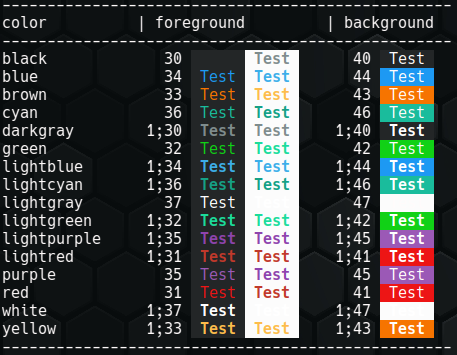 color | foreground | background
black 30 Test 40 Test
blue 34 Test Test 44 Test
brown 33 Test Test 43 Test
cyan 36 Test Test 46 Test
darkgray 1;30 Test Test 1;40 Test
green 32 Test Test 42 Test
lightblue 1;34 Test Test 1;44 Test
lightcyan 1;36 Test Test 1;46 Test
lightgray 37 Test 47
lightgreen 1;32 Test Test 1;42 Test
lightpurple 1;35 Test Test 1;45 Test
lightred 1;31 Test Test 1;41 Test
purple 35 Test Test 45 Test
red 31 Test Test 41 Test
white 1;37 Test 1;47
yellow 1;33 Test Test 1;43 Test